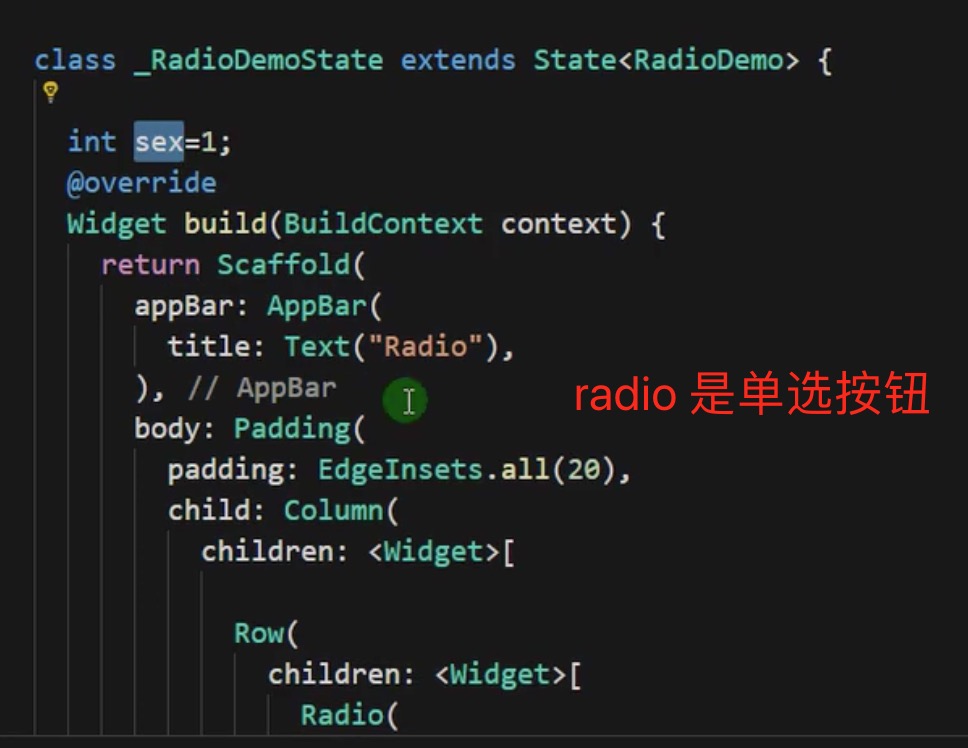 class _RadioDemoState extends State<RadioDemo> {
int sex=1;
@override
Widget build(BuildContext context) {
return Scaffold(
appBar: AppBar(
title: Text("Radio"),
), // AppBar
radio 是单选按钮
body: Padding(
padding: EdgeInsets.all(20),
child: Column(
children: <Widget>[
Row(
children: <Widget>[
Radio(